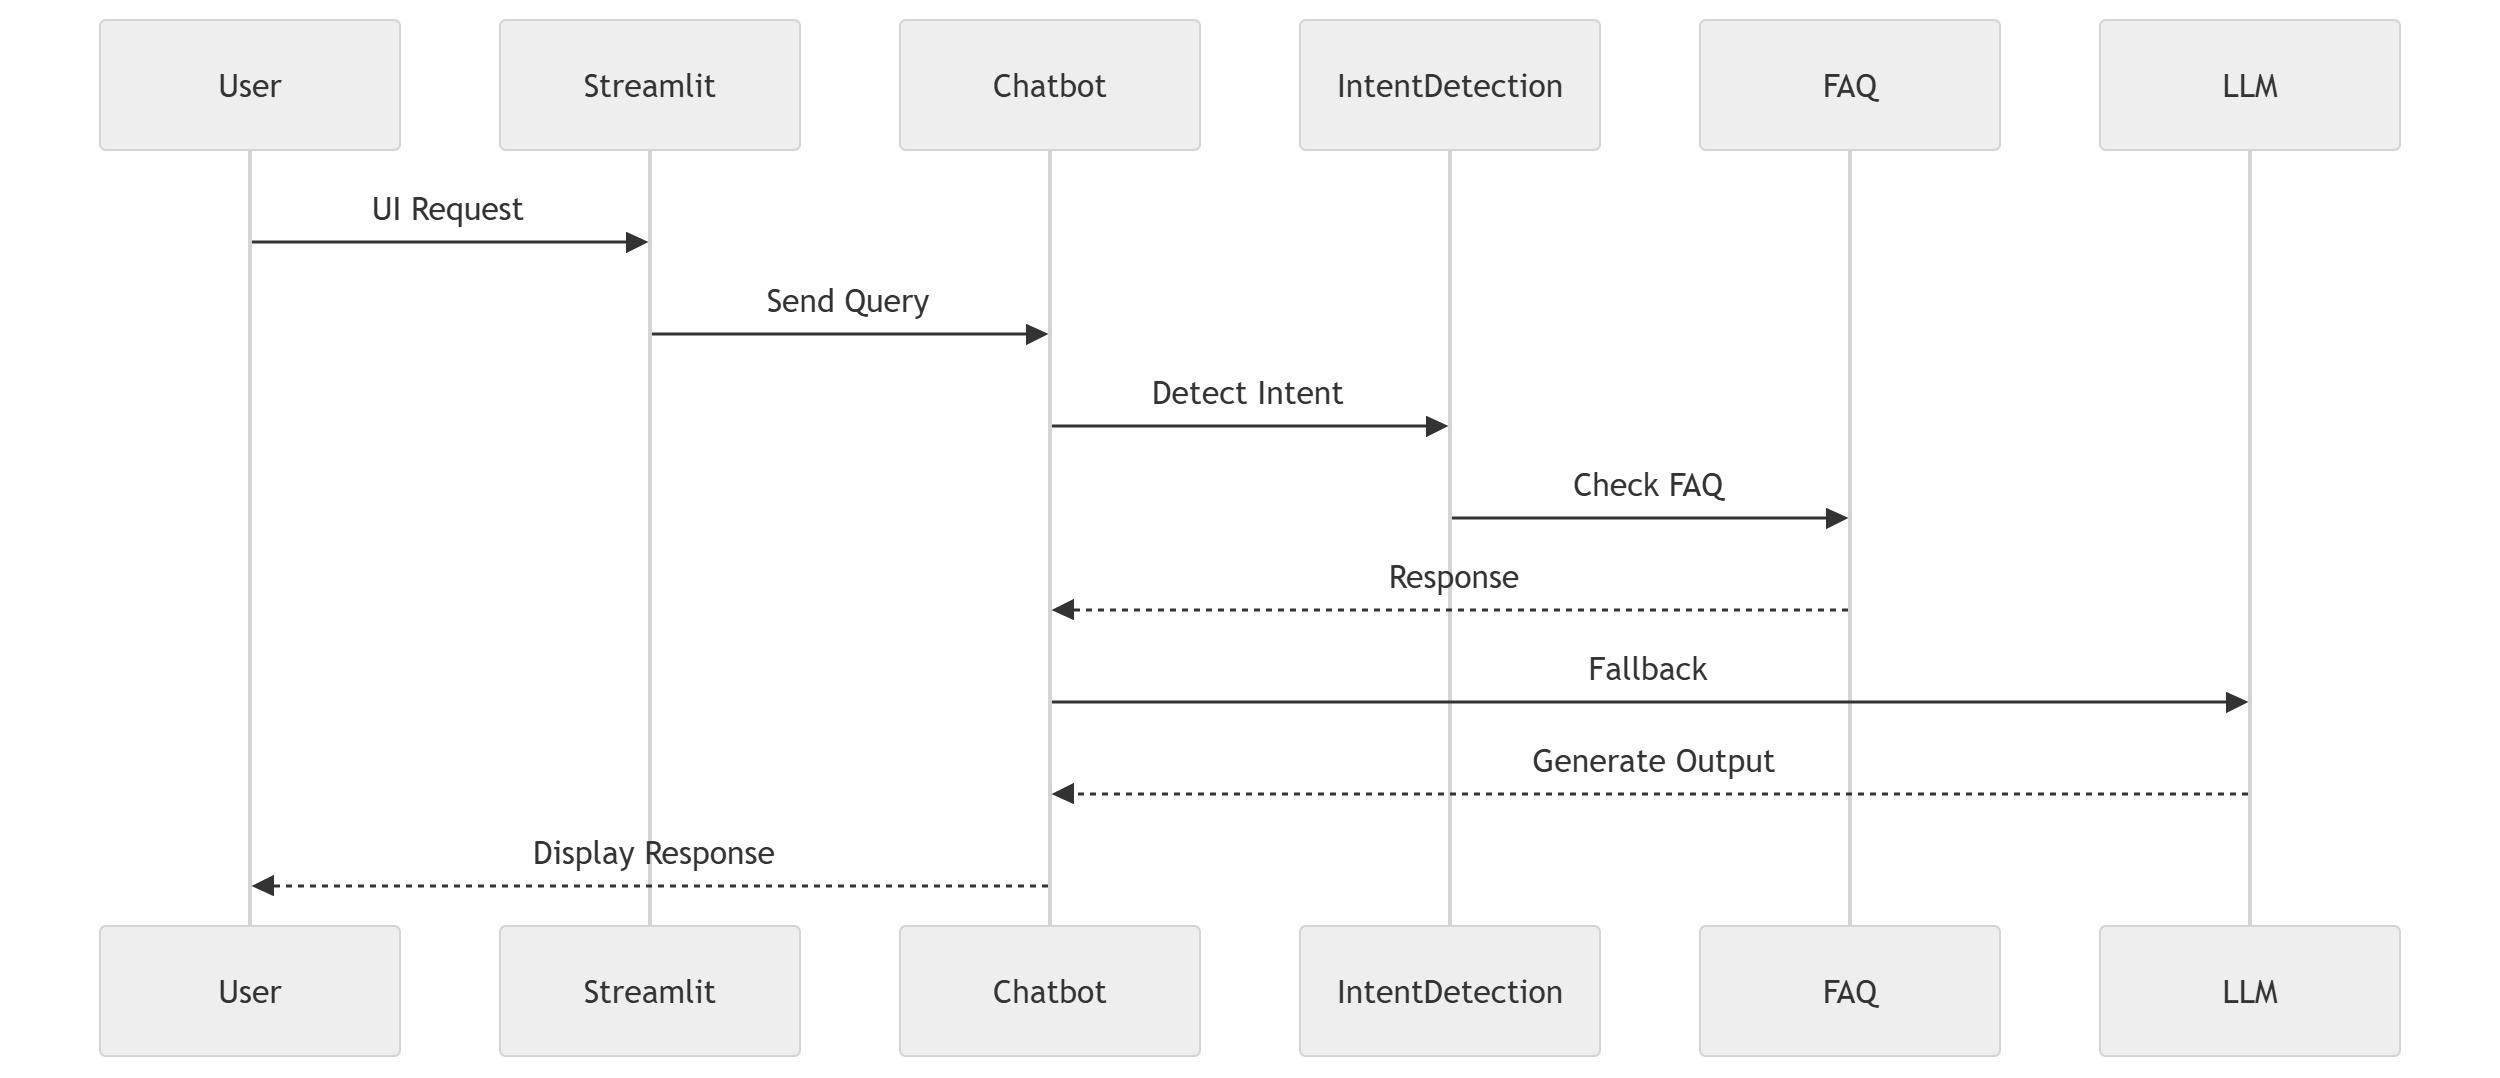 User
Streamlit
Chatbot
IntentDetection
FAQ
LLM
UI Request
Send Query
Detect Intent
Check FAQ
Response
Fallback
Generate Output
Display Response
User
Streamlit
Chatbot
IntentDetection
FAQ
LLM